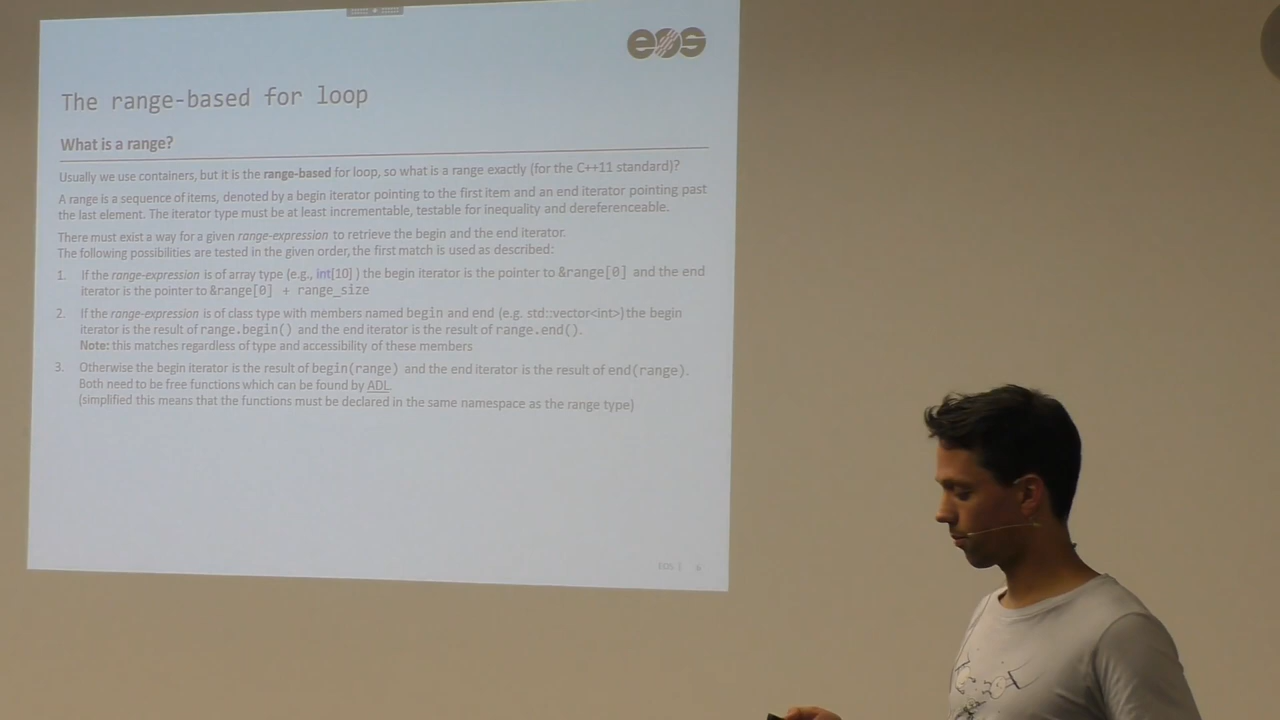 eos
The range-based for loop
What is a range?
Usually we use containers, but it is the range-based for loop, so what is a range exactly (for the C++11 standard)?
A range is a sequence of items, denoted by a begin iterator pointing to the first item and an end iterator pointing past
the last element. The iterator type must be at least incrementable, testable for inequality and dereferenceable.
There must exist a way for a given range-expression to retrieve the begin and the end iterator.
The following possibilities are tested in the given order, the first match is used as described:
1. If the range-expression is of array type (e.g., int[10] ) the begin iterator is the pointer to &range[0] and the end
iterator is the pointer to &range[0] + range_size
2. If the range-expression is of class type with members named begin and end (e.g. std::vector<int>) the begin
iterator is the result of range.begin() and the end iterator is the result of range.end().
Note: this matches regardless of type and accessibility of these members
3. Otherwise the begin iterator is the result of begin(range) and the end iterator is the result of end(range).
Both need to be free functions which can be found by ADL
(simplified this means that the functions must be declared in the same namespace as the range type)
EOS |